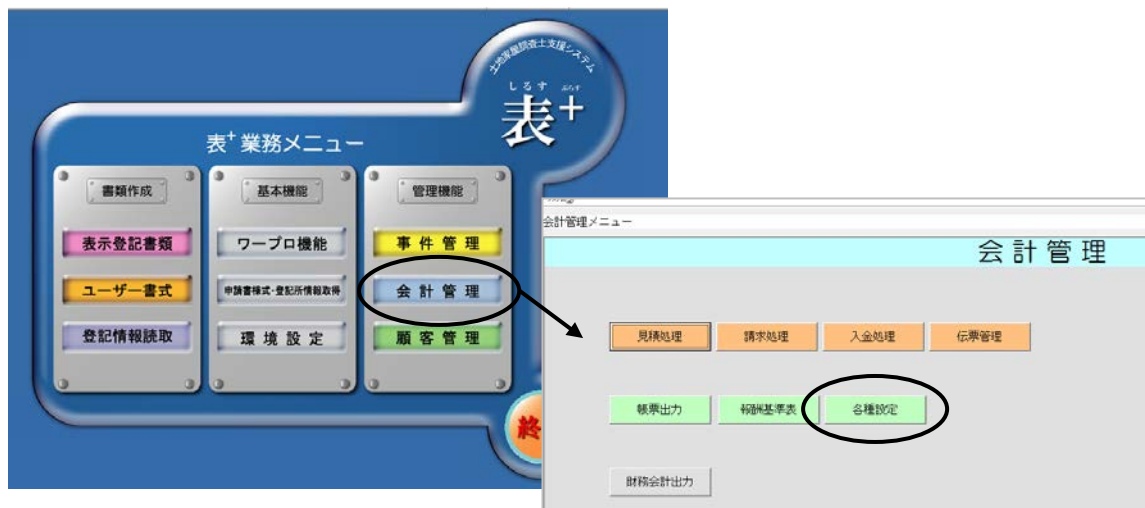 土地家屋調査士支援システム
しるす ぷらす
表+
表+ 業務メニュー
書類作成
基本機能
管理機能
表示登記書類
ワープロ機能
事件管理
ユーザー書式
申請書様式・登記所情報取得
会計管理
登記情報読取
環境設定
顧客管理
終
会計管理メニュー
会計管理
見積処理
請求処理
入金処理
伝票管理
帳票出力
報酬基準表
各種設定
財務会計出力